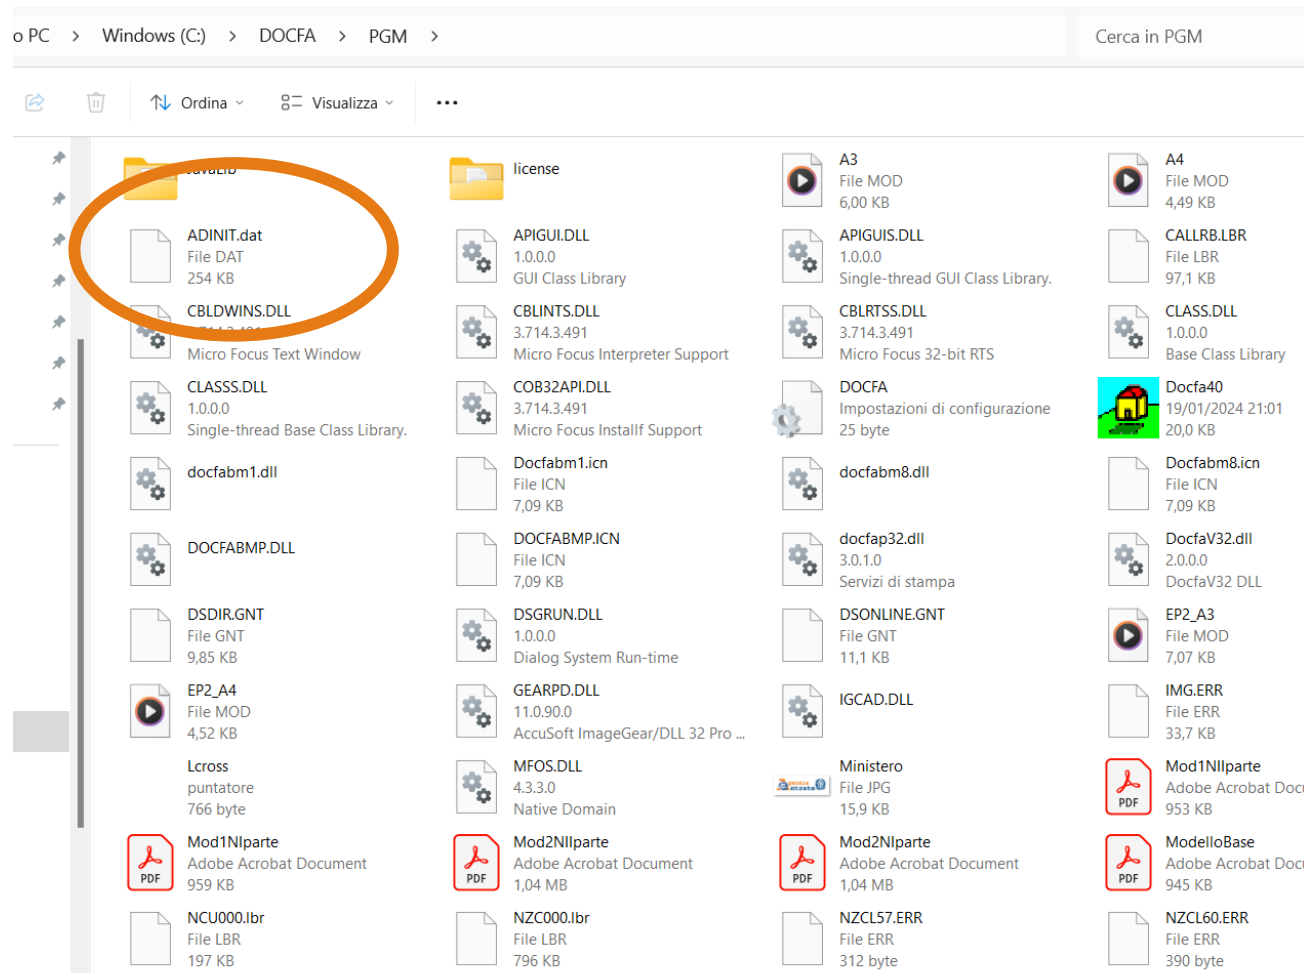 o PC > Windows (C:) > DOCFA > PGM >
Cerca in PGM
Ordina
Visualizza
JavaLib
license
A3
File MOD
6,00 KB
A4
File MOD
4,49 KB
ADINIT.dat
File DAT
254 KB
APIGUI.DLL
1.0.0.0
GUI Class Library
APIGUIS.DLL
1.0.0.0
Single-thread GUI Class Library.
CALLRB.LBR
File LBR
97,1 KB
CBLDWINS.DLL
3.714.3.491
Micro Focus Text Window
CBLINTS.DLL
3.714.3.491
Micro Focus Interpreter Support
CBLRTSS.DLL
3.714.3.491
Micro Focus 32-bit RTS
CLASS.DLL
1.0.0.0
Base Class Library
CLASSS.DLL
1.0.0.0
Single-thread Base Class Library.
COB32API.DLL
3.714.3.491
Micro Focus Installf Support
DOCFA
Impostazioni di configurazione
25 byte
Docfa40
19/01/2024 21:01
20,0 KB
docfabm1.dll
Docfabm1.icn
File ICN
7,09 KB
docfabm8.dll
Docfabm8.icn
File ICN
7,09 KB
DOCFABMP.DLL
DOCFABMP.ICN
File ICN
7,09 KB
docfap32.dll
3.0.1.0
Servizi di stampa
DocfaV32.dll
2.0.0.0
DocfaV32 DLL
DSDIR.GNT
File GNT
9,85 KB
DSGRUN.DLL
1.0.0.0
Dialog System Run-time
DSONLINE.GNT
File GNT
11,1 KB
EP2_A3
File MOD
7,07 KB
EP2_A4
File MOD
4,52 KB
GEARPD.DLL
11.0.90.0
AccuSoft ImageGear/DLL 32 Pro ...
IGCAD.DLL
IMG.ERR
File ERR
33,7 KB
Lcross
puntatore
766 byte
MFOS.DLL
4.3.3.0
Native Domain
Ministero
File JPG
15,9 KB
Mod1NIIparte
Adobe Acrobat Docu
953 KB
Mod1NIparte
Adobe Acrobat Document
959 KB
Mod2NIIparte
Adobe Acrobat Document
1,04 MB
Mod2NIparte
Adobe Acrobat Document
1,04 MB
ModelloBase
Adobe Acrobat Docu
945 KB
NCU000.lbr
File LBR
197 KB
NZC000.lbr
File LBR
796 KB
NZCL57.ERR
File ERR
312 byte
NZCL60.ERR
File ERR
390 byte